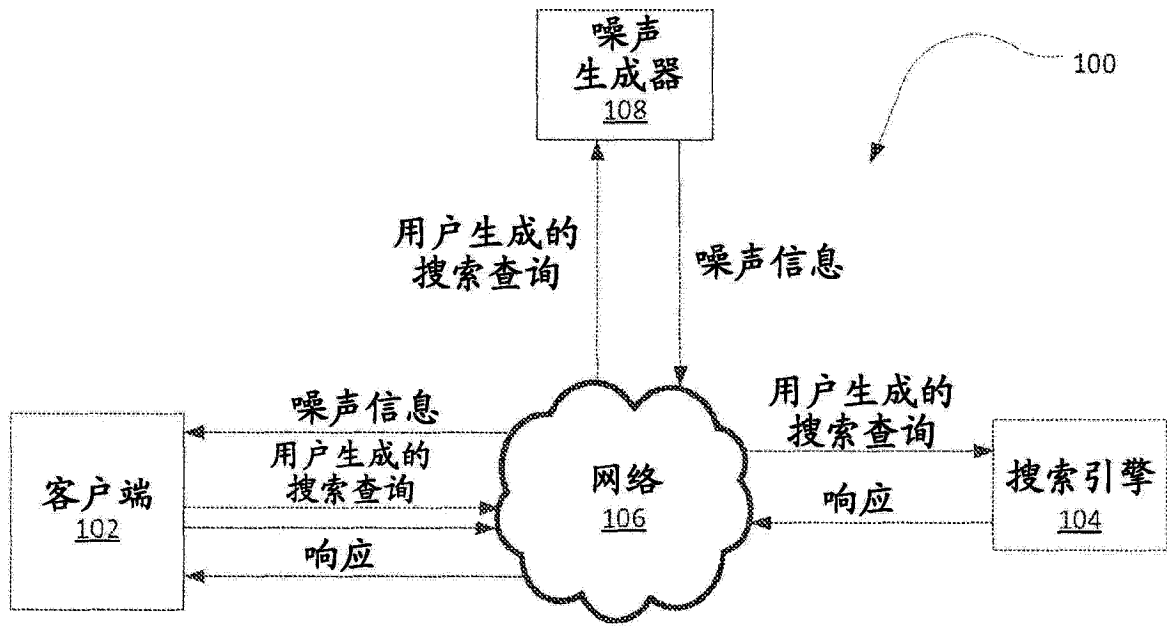 噪声
生成器
108
100
用户生成的
搜索查询
噪声信息
噪声信息
用户生成的
搜索查询
响应
客户端
102
网络
106
用户生成的
搜索查询
响应
搜索引擎
104